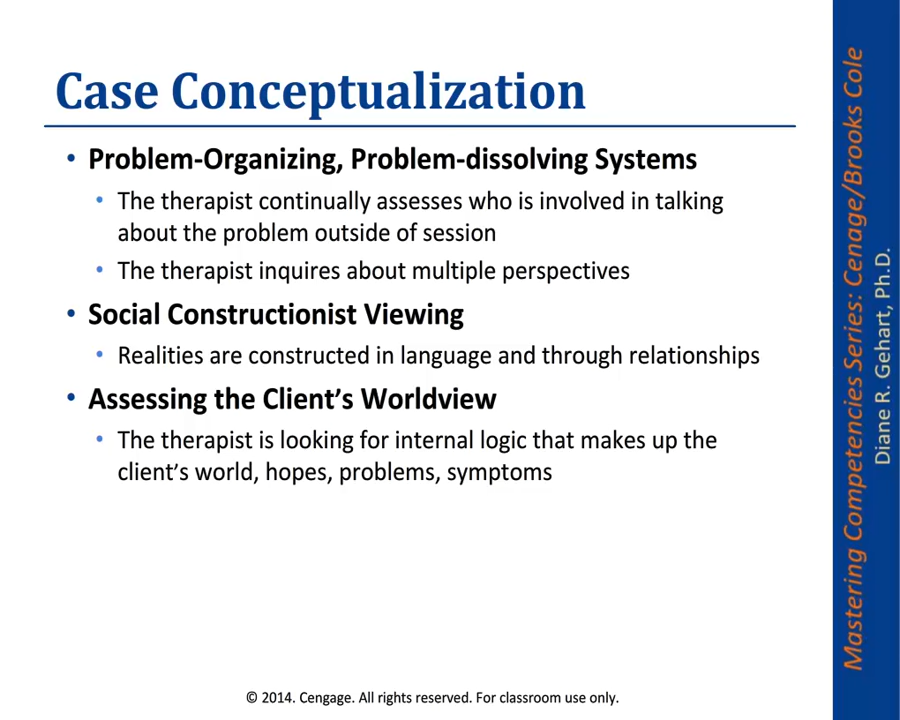 Case Conceptualization
• Problem-Organizing, Problem-dissolving Systems
• The therapist continually assesses who is involved in talking
about the problem outside of session
• The therapist inquires about multiple perspectives
• Social Constructionist Viewing
• Realities are constructed in language and through relationships
• Assessing the Client's Worldview
• The therapist is looking for internal logic that makes up the
client's world, hopes, problems, symptoms
© 2014. Cengage. All rights reserved. For classroom use only.
Mastering Competencies Series: Cenage/Brooks Cole
Diane R. Gehart, Ph.D.